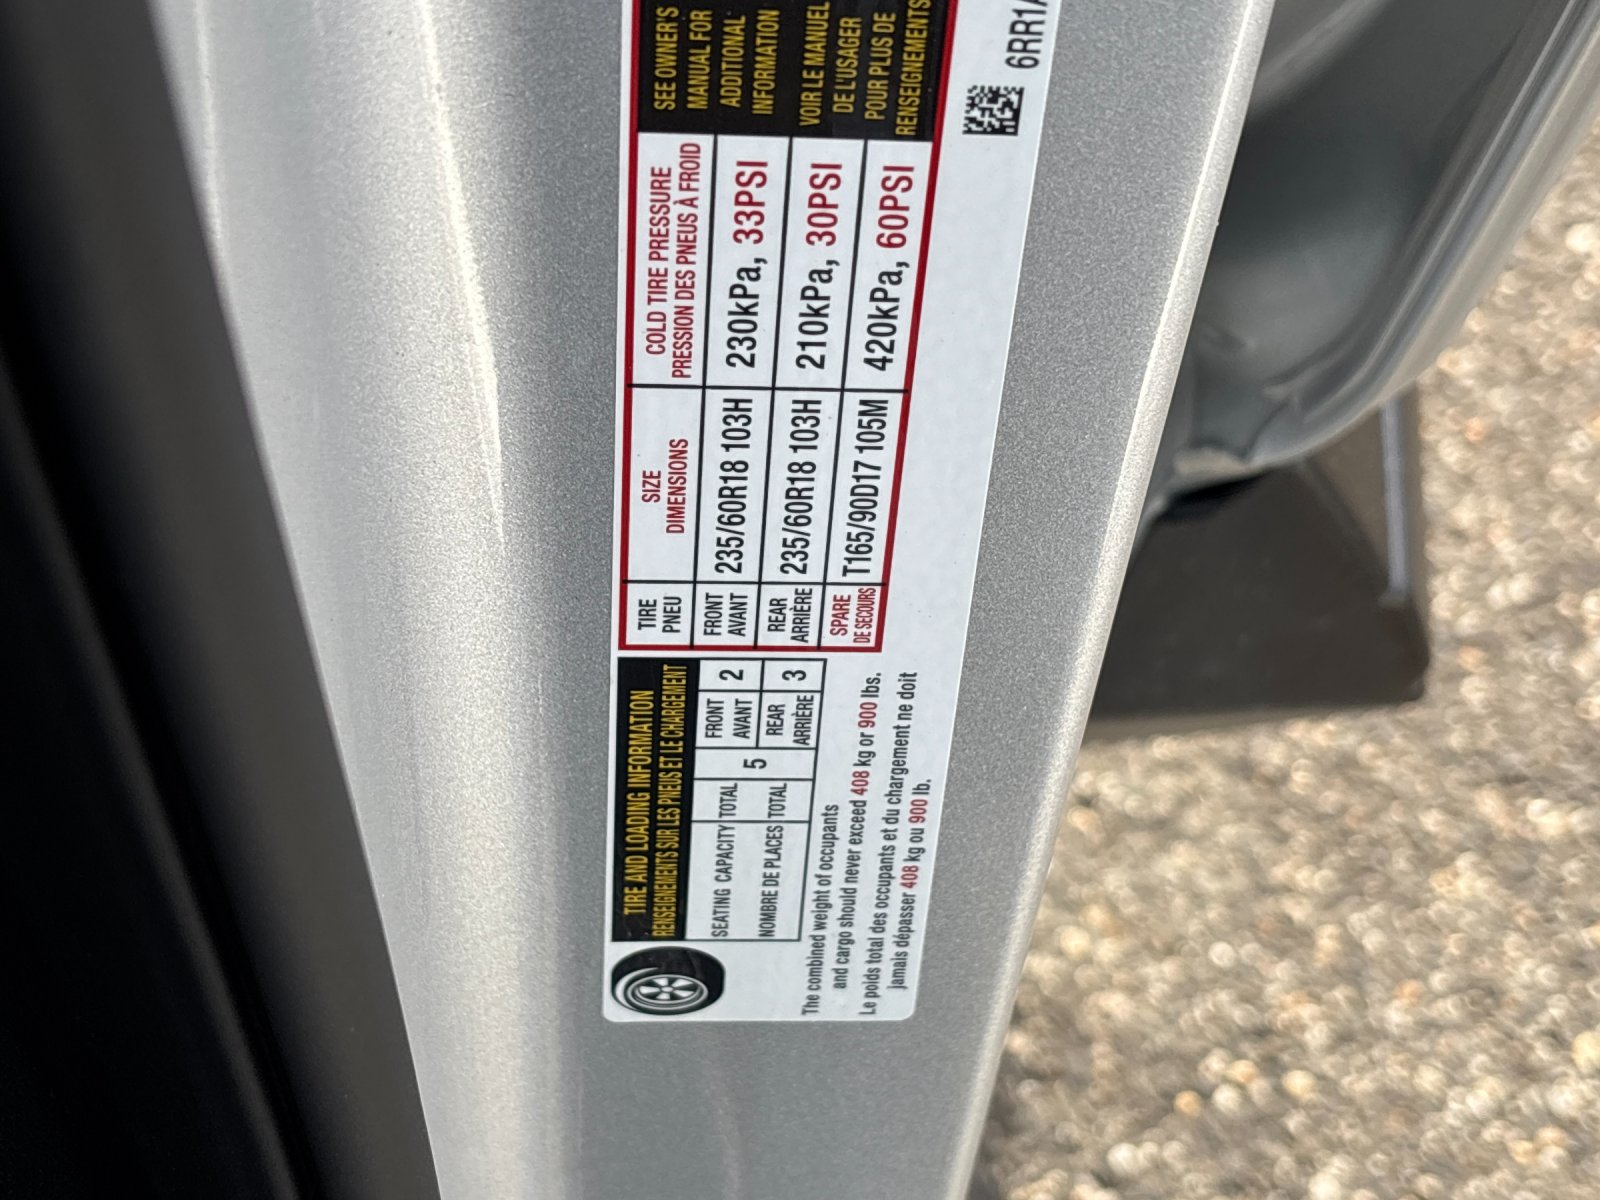 TIRE AND LOADING INFORMATION
RENSEIGNEMENTS SUR LES PNEUS ET LE CHARGEMENT
SEATING CAPACITY TOTAL FRONT AVANT 2
NOMBRE DE PLACES TOTAL 5 REAR ARRIÈRE 3
The combined weight of occupants
and cargo should never exceed 408 kg or 900 lbs.
Le poids total des occupants et du chargement ne doit
jamais dépasser 408 kg ou 900 lb.
TIRE
PNEU
SIZE
DIMENSIONS
COLD TIRE PRESSURE
PRESSION DES PNEUS À FROID
FRONT
AVANT
235/60R18 103H
230kPa, 33PSI
REAR
ARRIÈRE
235/60R18 103H
210kPa, 30PSI
SPARE
DE SECOURS
T165/90D17 105M
420kPa, 60PSI
SEE OWNER'S
MANUAL FOR
ADDITIONAL
INFORMATION
VOIR LE MANUEL
DE L'USAGER
POUR PLUS DE
RENSEIGNEMENTS
6RR1A